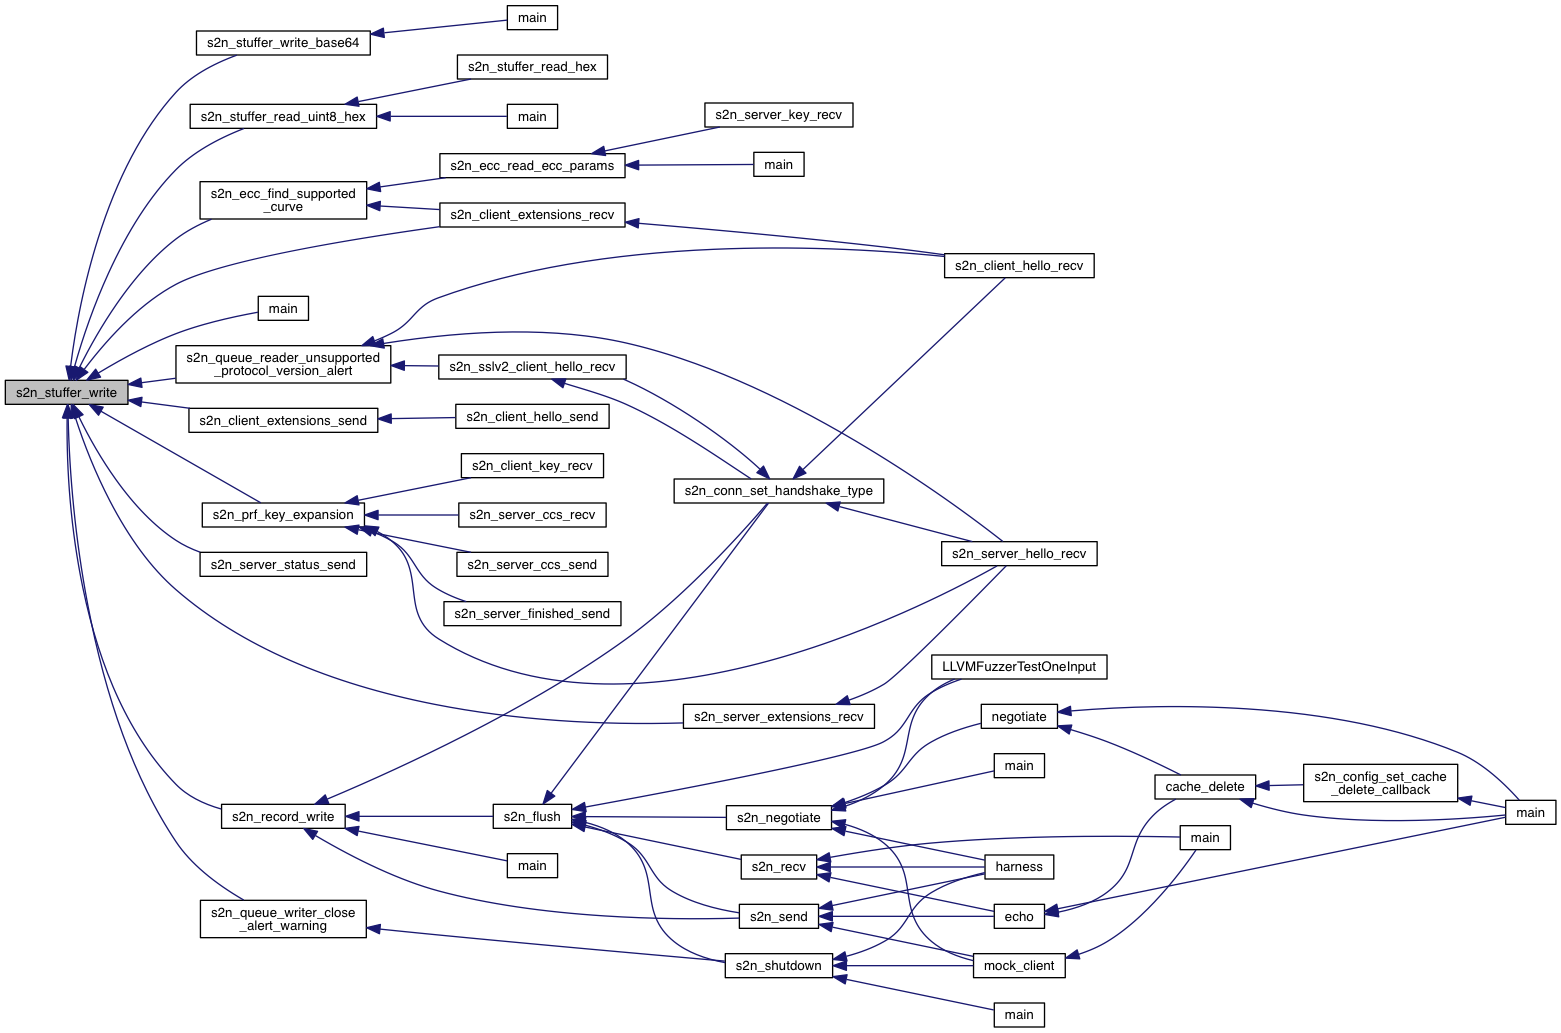 main
s2n_stuffer_write_base64
s2n_stuffer_read_hex
s2n_stuffer_read_uint8_hex
main
s2n_server_key_recv
s2n_ecc_read_ecc_params
main
s2n_ecc_find_supported
_curve
s2n_client_extensions_recv
s2n_client_hello_recv
main
s2n_queue_reader_unsupported
_protocol_version_alert
s2n_sslv2_client_hello_recv
s2n_stuffer_write
s2n_client_extensions_send
s2n_client_hello_send
s2n_client_key_recv
s2n_conn_set_handshake_type
s2n_prf_key_expansion
s2n_server_ccs_recv
s2n_server_hello_recv
s2n_server_status_send
s2n_server_ccs_send
s2n_server_finished_send
LLVMFuzzerTestOneInput
s2n_server_extensions_recv
negotiate
main
s2n_config_set_cache
_delete_callback
cache_delete
s2n_record_write
s2n_flush
s2n_negotiate
main
main
main
s2n_recv
harness
s2n_queue_writer_close
_alert_warning
s2n_send
echo
s2n_shutdown
mock_client
main